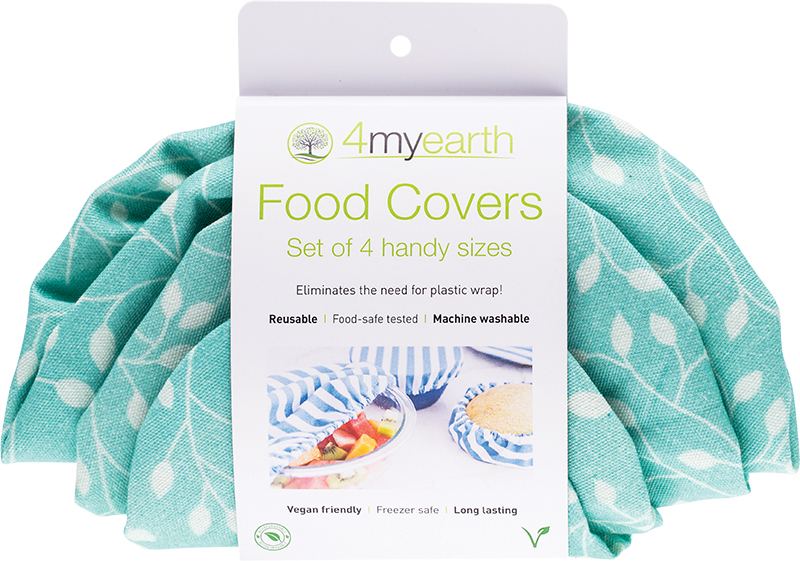 4myearth
Food Covers
Set of 4 handy sizes
Eliminates the need for plastic wrap!
Reusable | Food-safe tested | Machine washable
Vegan friendly | Freezer safe | Long lasting